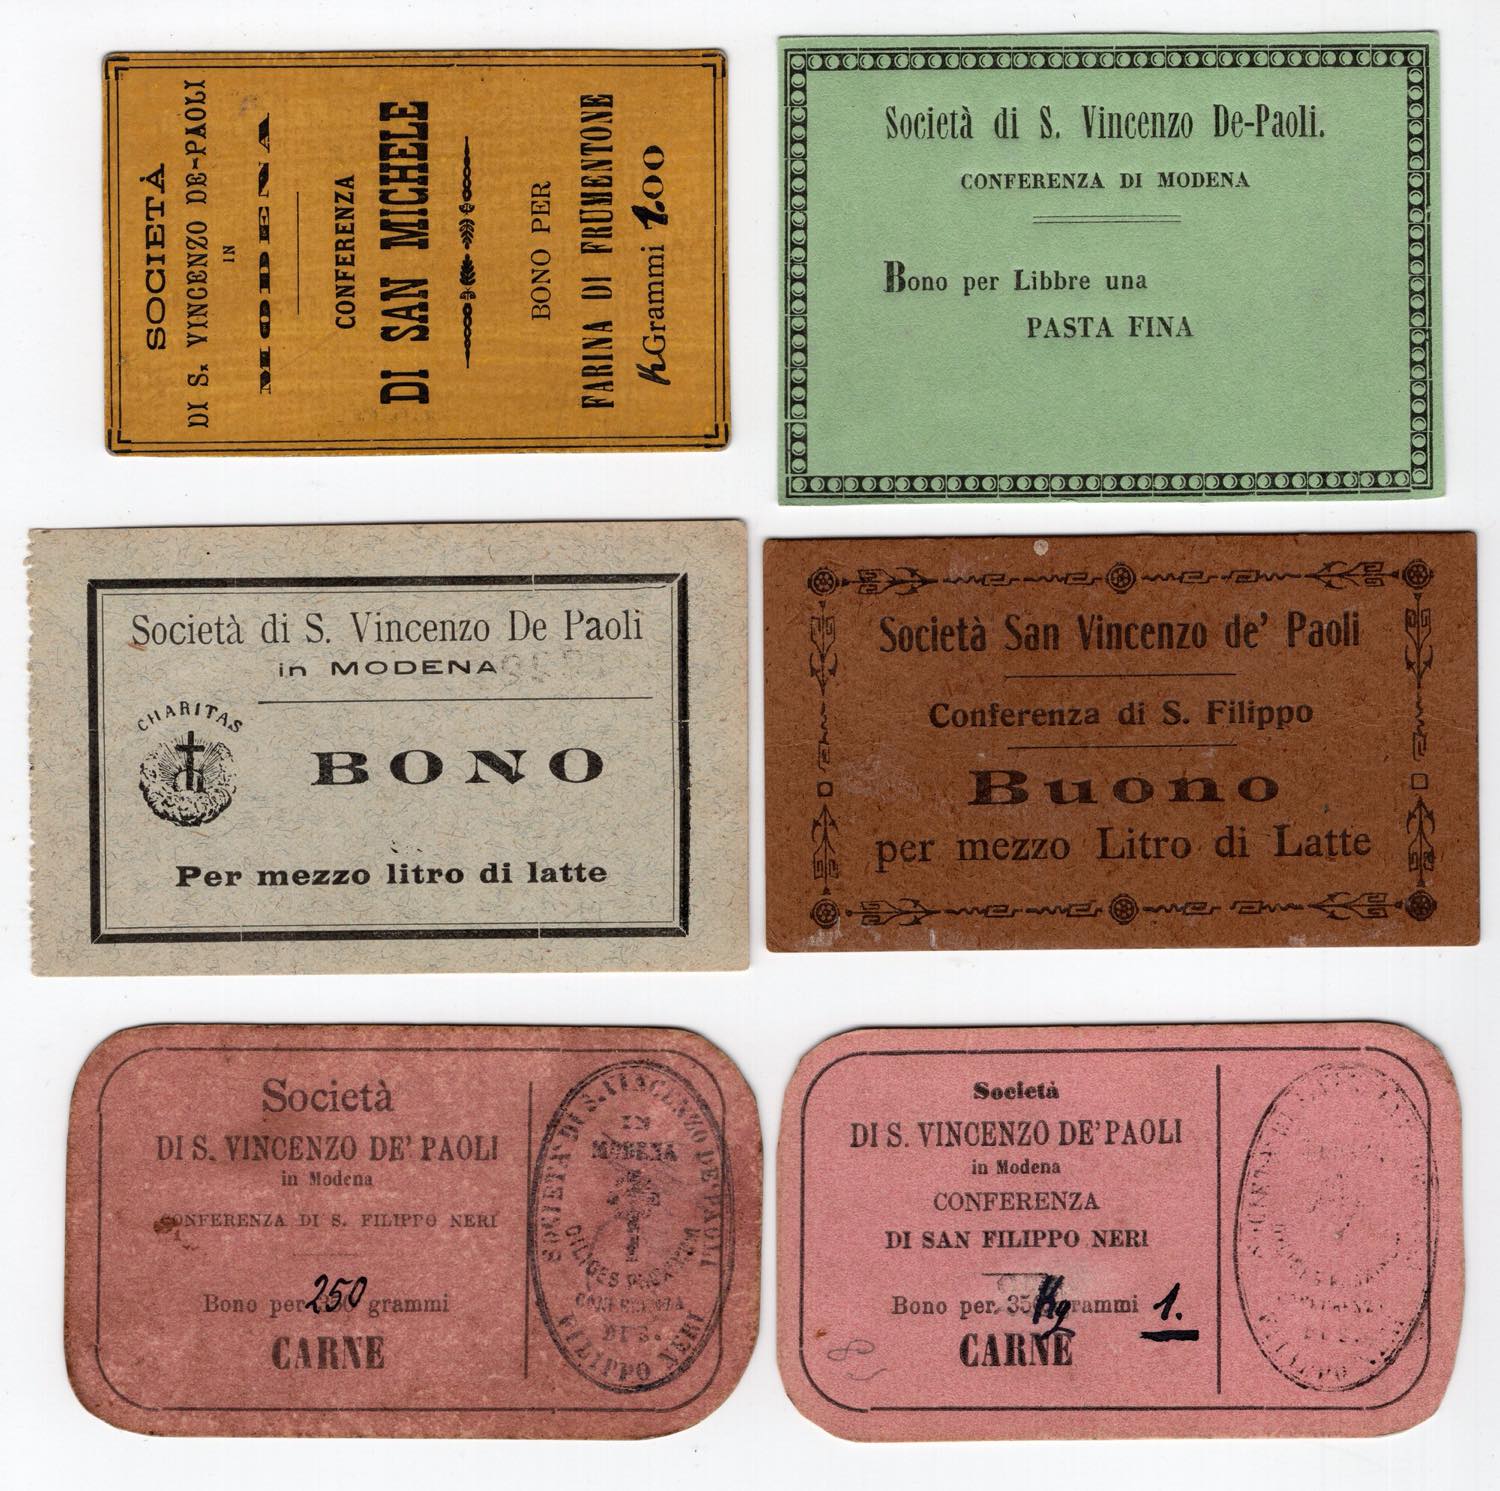 SOCIETÀ
DI S. VINCENZO DE-PAOLI
IN
MODENA
CONFERENZA
DI SAN MICHELE
BONO PER
FARINA DI FRUMENTONE
KGrammi 1.00
Società di S. Vincenzo De-Paoli.
CONFERENZA DI MODENA
Bono per Libbre una
PASTA FINA
Società di S. Vincenzo De Paoli
in MODENA
CHARITAS
BONO
Per mezzo litro di latte
Società San Vincenzo de' Paoli
Conferenza di S. Filippo
Buono
per mezzo Litro di Latte
Società
DI S. VINCENZO DE' PAOLI
in Modena
CONFERENZA DI S. FILIPPO NERI
Bono per 250 grammi
CARNE
SOCIETÀ DI S. VINCENZO DE' PAOLI
IN
MODENA
CONFERENZA
DI S.
FILIPPO NERI
Società
DI S. VINCENZO DE' PAOLI
in Modena
CONFERENZA
DI SAN FILIPPO NERI
Bono per 35 Kg grammi 1.
CARNE